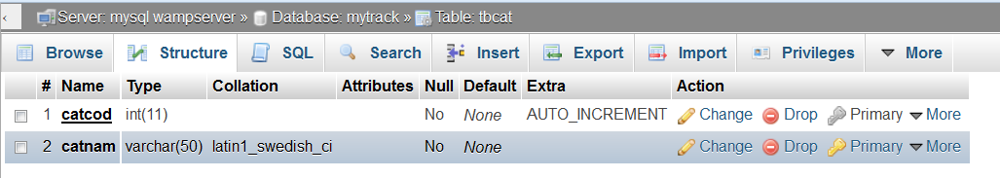 Server: mysql wampserver » Database: mytrack » Table: tbcat
Browse Structure SQL Search Insert Export Import Privileges More
# Name Type Collation Attributes Null Default Extra Action
1 catcod int(11) No None AUTO_INCREMENT Change Drop Primary More
2 catnam varchar(50) latin1_swedish_ci No None Change Drop Primary More